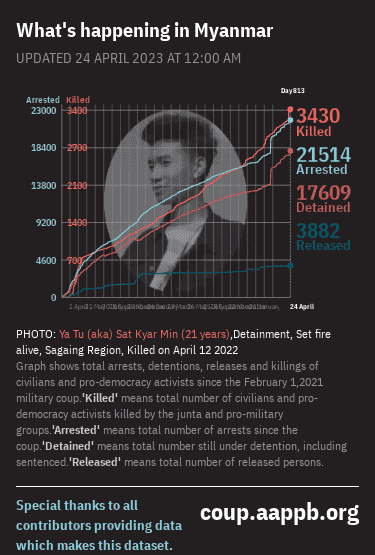 What's happening in Myanmar
UPDATED 24 APRIL 2023 AT 12:00 AM
Day813
Arrested Killed
23000 3400
18400 2700
13800 2100
9200 1400
4600 700
0
3430
Killed
21514
Arrested
17609
Detained
3882
Released
24 April
PHOTO: Ya Tu (aka) Sat Kyar Min (21 years),Detainment, Set fire
alive, Sagaing Region, Killed on April 12 2022
Graph shows total arrests, detentions, releases and killings of
civilians and pro-democracy activists since the February 1,2021
military coup.'Killed' means total number of civilians and pro-
democracy activists killed by the junta and pro-military
groups.'Arrested' means total number of arrests since the
coup.'Detained' means total number still under detention, including
sentenced.'Released' means total number of released persons.
Special thanks to all
contributors providing data
which makes this dataset.
coup.aappb.org